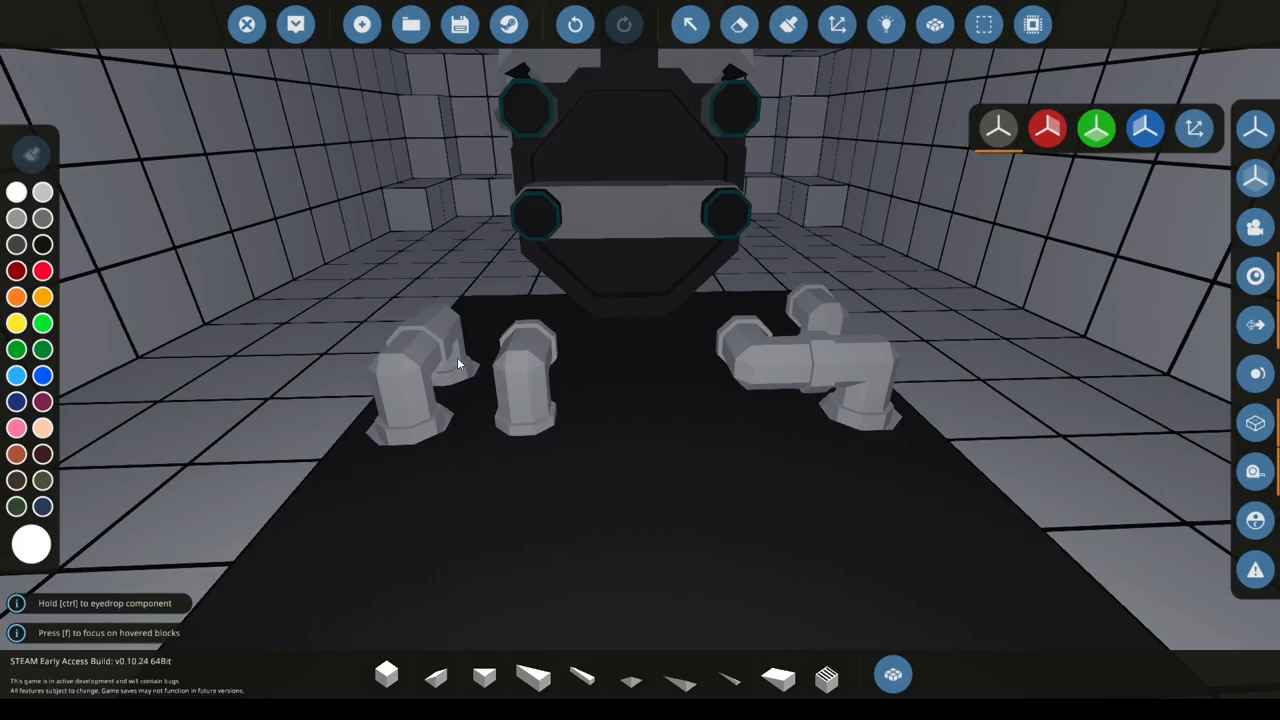 Hold [ctrl] to eyedrop component
Press [f] to focus on hovered blocks
STEAM Early Access Build: v0.10.24 64Bit
This game is in active development and will contain bugs.
All features subject to change. Game saves may not function in future versions.